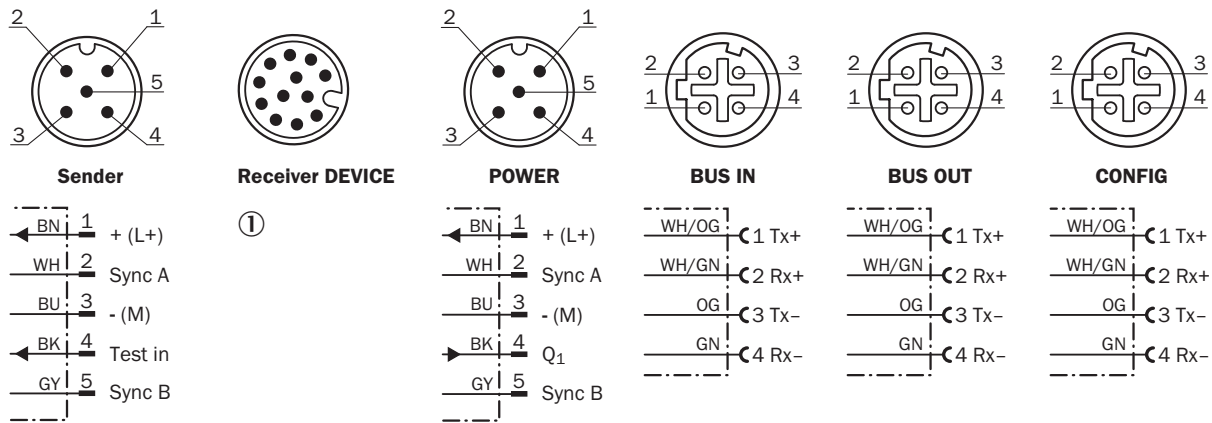 2 1
5
3 4
Sender
BN 1 + (L+)
WH 2 Sync A
BU 3 - (M)
BK 4 Test in
GY 5 Sync B
Receiver DEVICE
①
2 1
5
3 4
POWER
BN 1 + (L+)
WH 2 Sync A
BU 3 - (M)
BK 4 Q1
GY 5 Sync B
2 3
1 4
BUS IN
WH/OG 1 Tx+
WH/GN 2 Rx+
OG 3 Tx–
GN 4 Rx–
2 3
1 4
BUS OUT
WH/OG 1 Tx+
WH/GN 2 Rx+
OG 3 Tx–
GN 4 Rx–
2 3
1 4
CONFIG
WH/OG 1 Tx+
WH/GN 2 Rx+
OG 3 Tx–
GN 4 Rx–